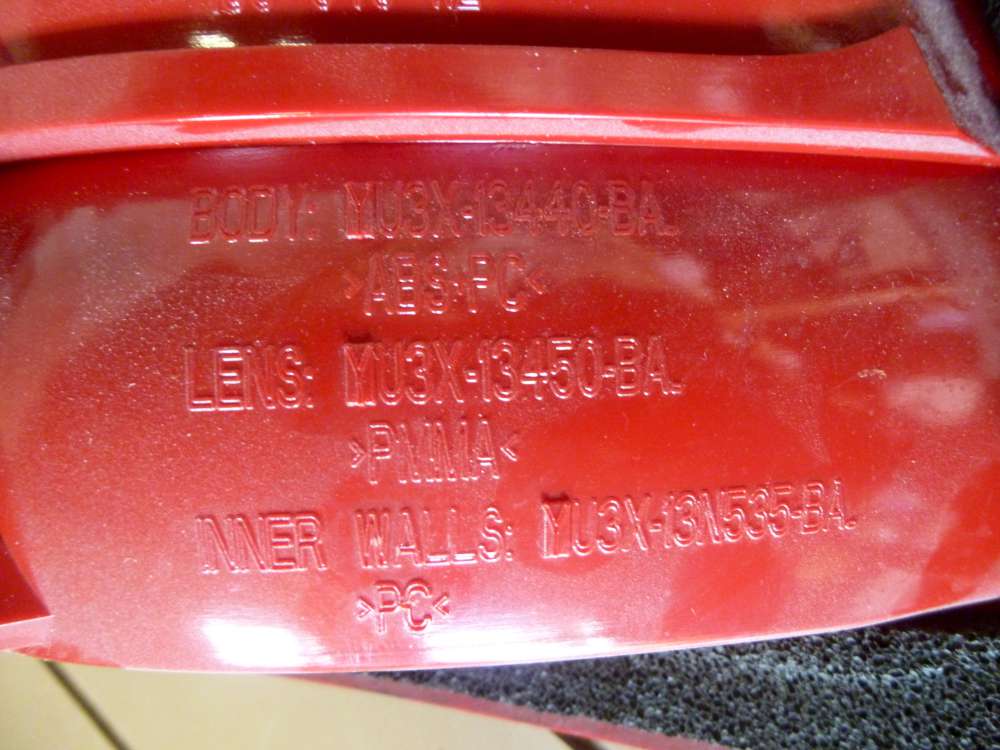 BODY: YU3X-13440-BA.
>ABS·PC<
LENS: YU3X-13450-BA.
>PMMA<
INNER WALLS: YU3X-13N535-BA.
>PC<